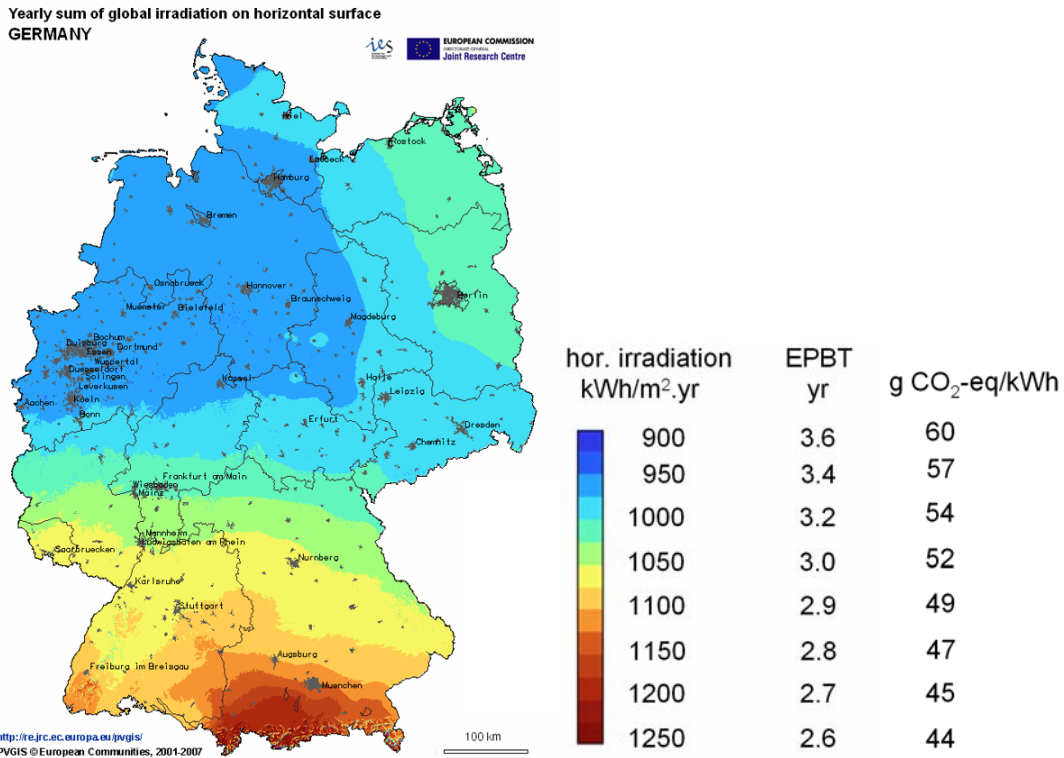 Yearly sum of global irradiation on horizontal surface
GERMANY
ies
EUROPEAN COMMISSION
DIRECTORATE-GENERAL
Joint Research Centre
Kiel
Rostock
Luebeck
Hamburg
Bremen
Osnabrueck
Hannover
Berlin
Muenster
Bielefeld
Braunschweig
Magdeburg
Bochum
Duisburg
Dortmund
Essen
Wuppertal
Duesseldorf
Solingen
Leverkusen
Kassel
Halle
Leipzig
Aachen
Koeln
Bonn
Erfurt
Dresden
Chemnitz
Frankfurt am Main
Wiesbaden
Mainz
Mannheim
Ludwigshafen am Rhein
Saarbruecken
Nurnberg
Karlsruhe
Stuttgart
Augsburg
Freiburg im Breisgau
Muenchen
http://re.jrc.ec.europa.eu/pvgis/
PVGIS © European Communities, 2001-2007
100 km
hor. irradiation EPBT g CO₂-eq/kWh
kWh/m².yr yr
900 3.6 60
950 3.4 57
1000 3.2 54
1050 3.0 52
1100 2.9 49
1150 2.8 47
1200 2.7 45
1250 2.6 44